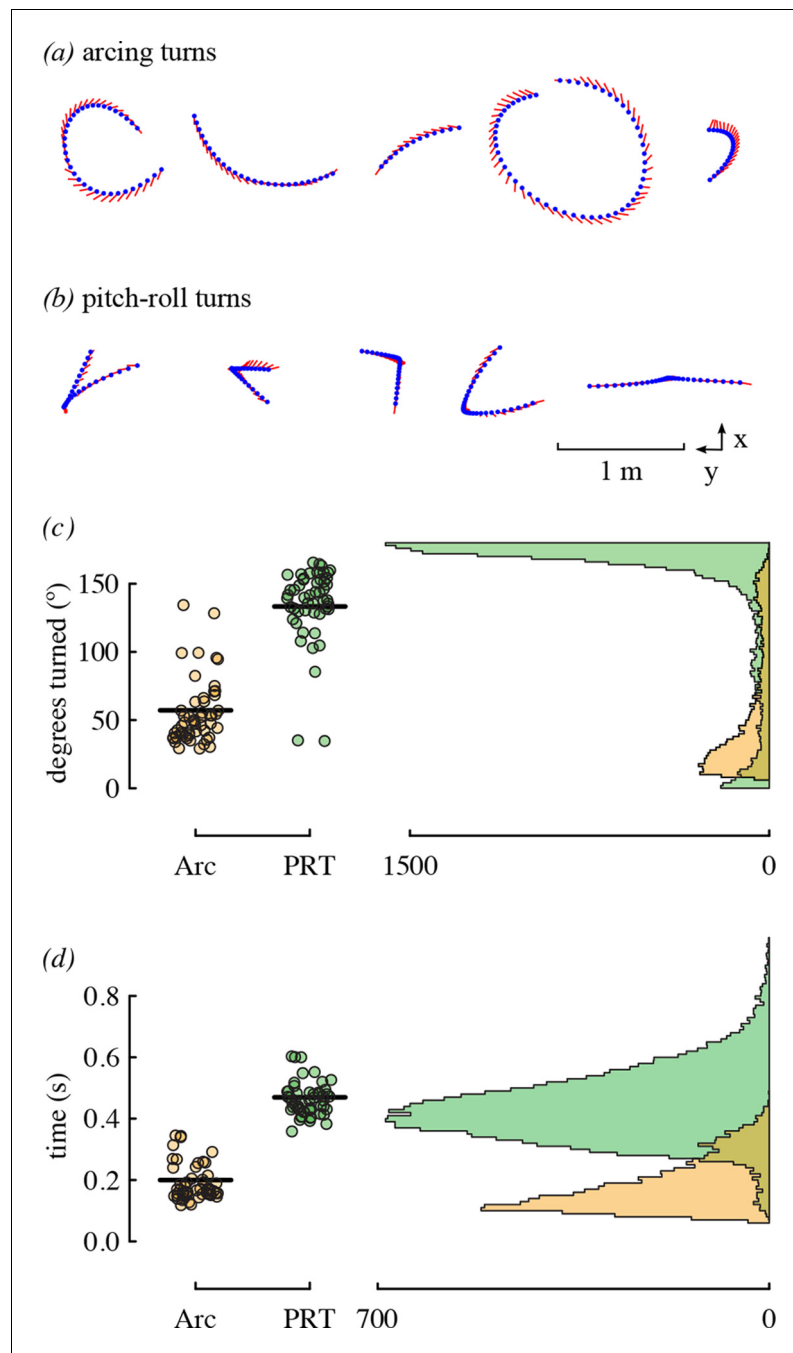 (a) arcing turns
(b) pitch-roll turns
x
1 m
y
(c)
degrees turned (°)
150
100
50
0
Arc PRT 1500 0
(d)
time (s)
0.8
0.6
0.4
0.2
0.0
Arc PRT 700 0